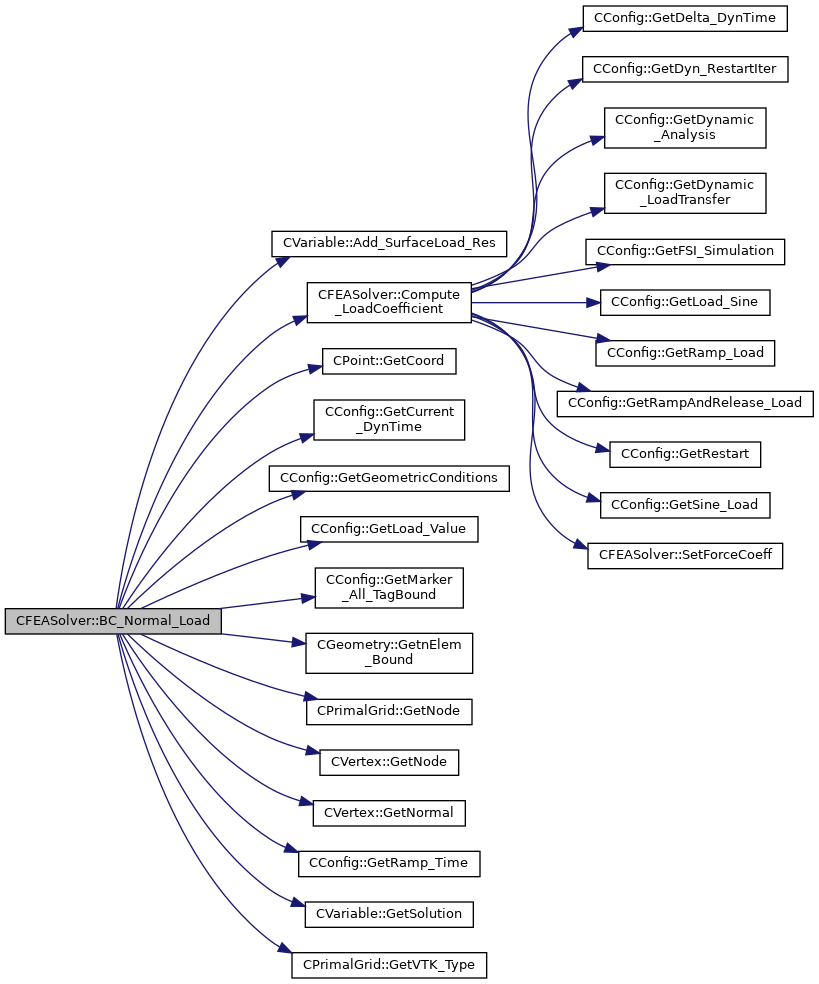 CFEASolver::BC_Normal_Load
CVariable::Add_SurfaceLoad_Res
CFEASolver::Compute
_LoadCoefficient
CPoint::GetCoord
CConfig::GetCurrent
_DynTime
CConfig::GetGeometricConditions
CConfig::GetLoad_Value
CConfig::GetMarker
_All_TagBound
CGeometry::GetnElem
_Bound
CPrimalGrid::GetNode
CVertex::GetNode
CVertex::GetNormal
CConfig::GetRamp_Time
CVariable::GetSolution
CPrimalGrid::GetVTK_Type
CConfig::GetDelta_DynTime
CConfig::GetDyn_RestartIter
CConfig::GetDynamic
_Analysis
CConfig::GetDynamic
_LoadTransfer
CConfig::GetFSI_Simulation
CConfig::GetLoad_Sine
CConfig::GetRamp_Load
CConfig::GetRampAndRelease_Load
CConfig::GetRestart
CConfig::GetSine_Load
CFEASolver::SetForceCoeff